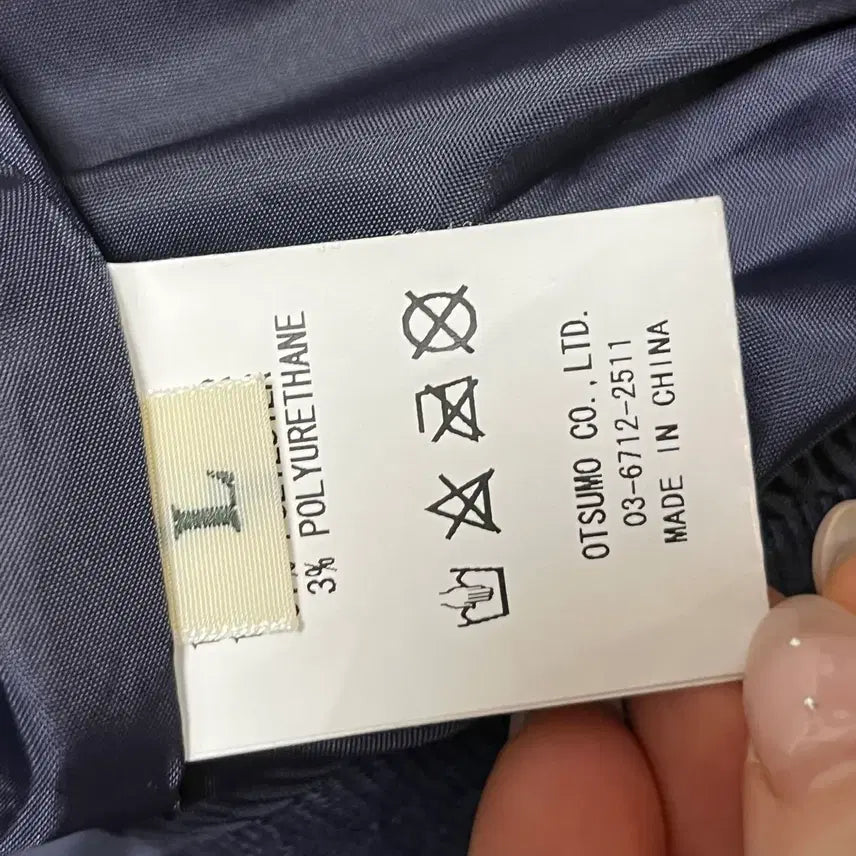 L
3% POLYURETHANE
OTSUMO CO., LTD.
03-6712-2511
MADE IN CHINA